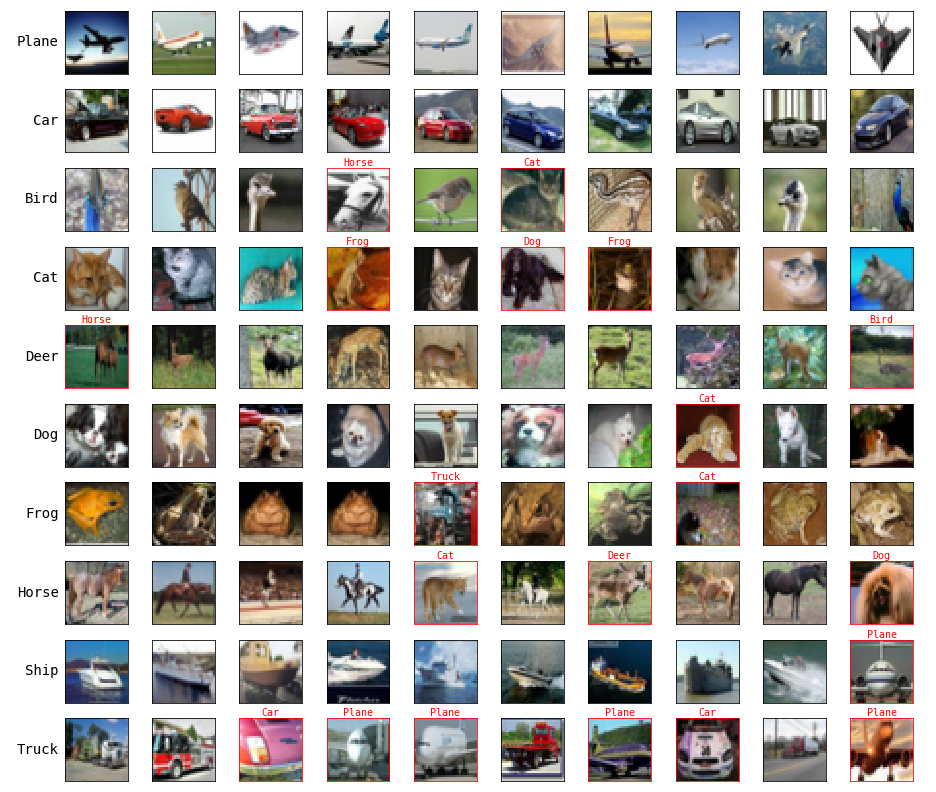 Plane
Car
Horse Cat
Bird
Frog Dog Frog
Cat
Horse Bird
Deer
Cat
Dog
Truck Cat
Frog
Cat Deer Dog
Horse
Plane
Ship
Car Plane Plane Plane Car Plane
Truck